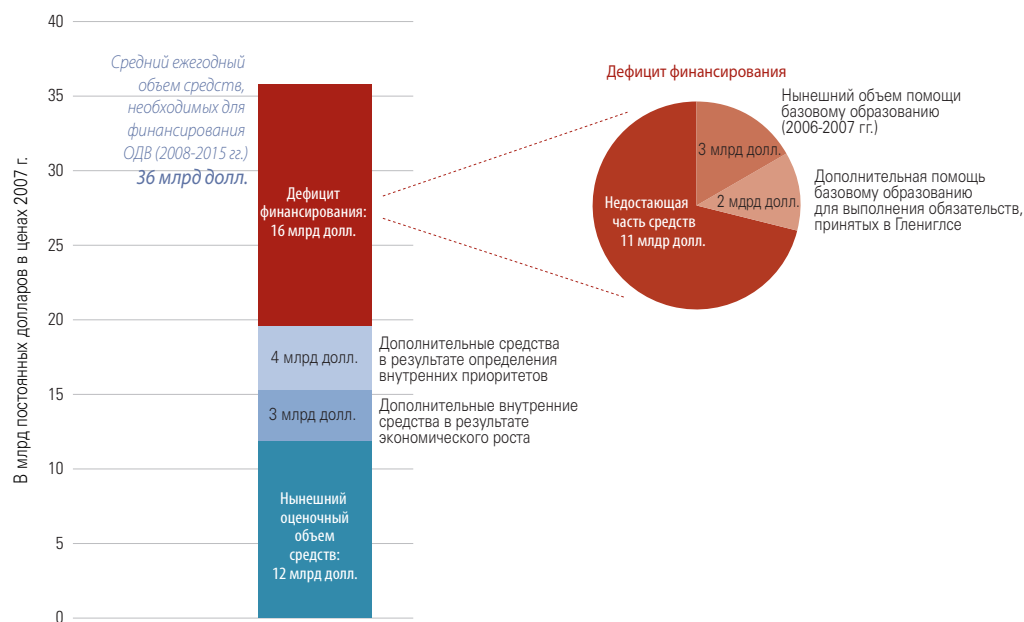 В млрд постоянных долларов в ценах 2007 г.
40
35
30
25
20
15
10
5
0
Средний ежегодный
объем средств,
необходимых для
финансирования
ОДВ (2008-2015 гг.)
36 млрд долл.
Дефицит
финансирования:
16 млрд долл.
4 млрд долл.
Дополнительные средства
в результате определения
внутренних приоритетов
3 млрд долл.
Дополнительные внутренние
средства в результате
экономического роста
Нынешний
оценочный
объем
средств:
12 млрд долл.
Дефицит финансирования
Нынешний объем помощи
базовому образованию
(2006-2007 гг.)
3 млрд долл.
Дополнительная помощь
базовому образованию
для выполнения обязательств,
принятых в Глениглсе
2 мдрд долл.
Недостающая
часть средств
11 млдр долл.